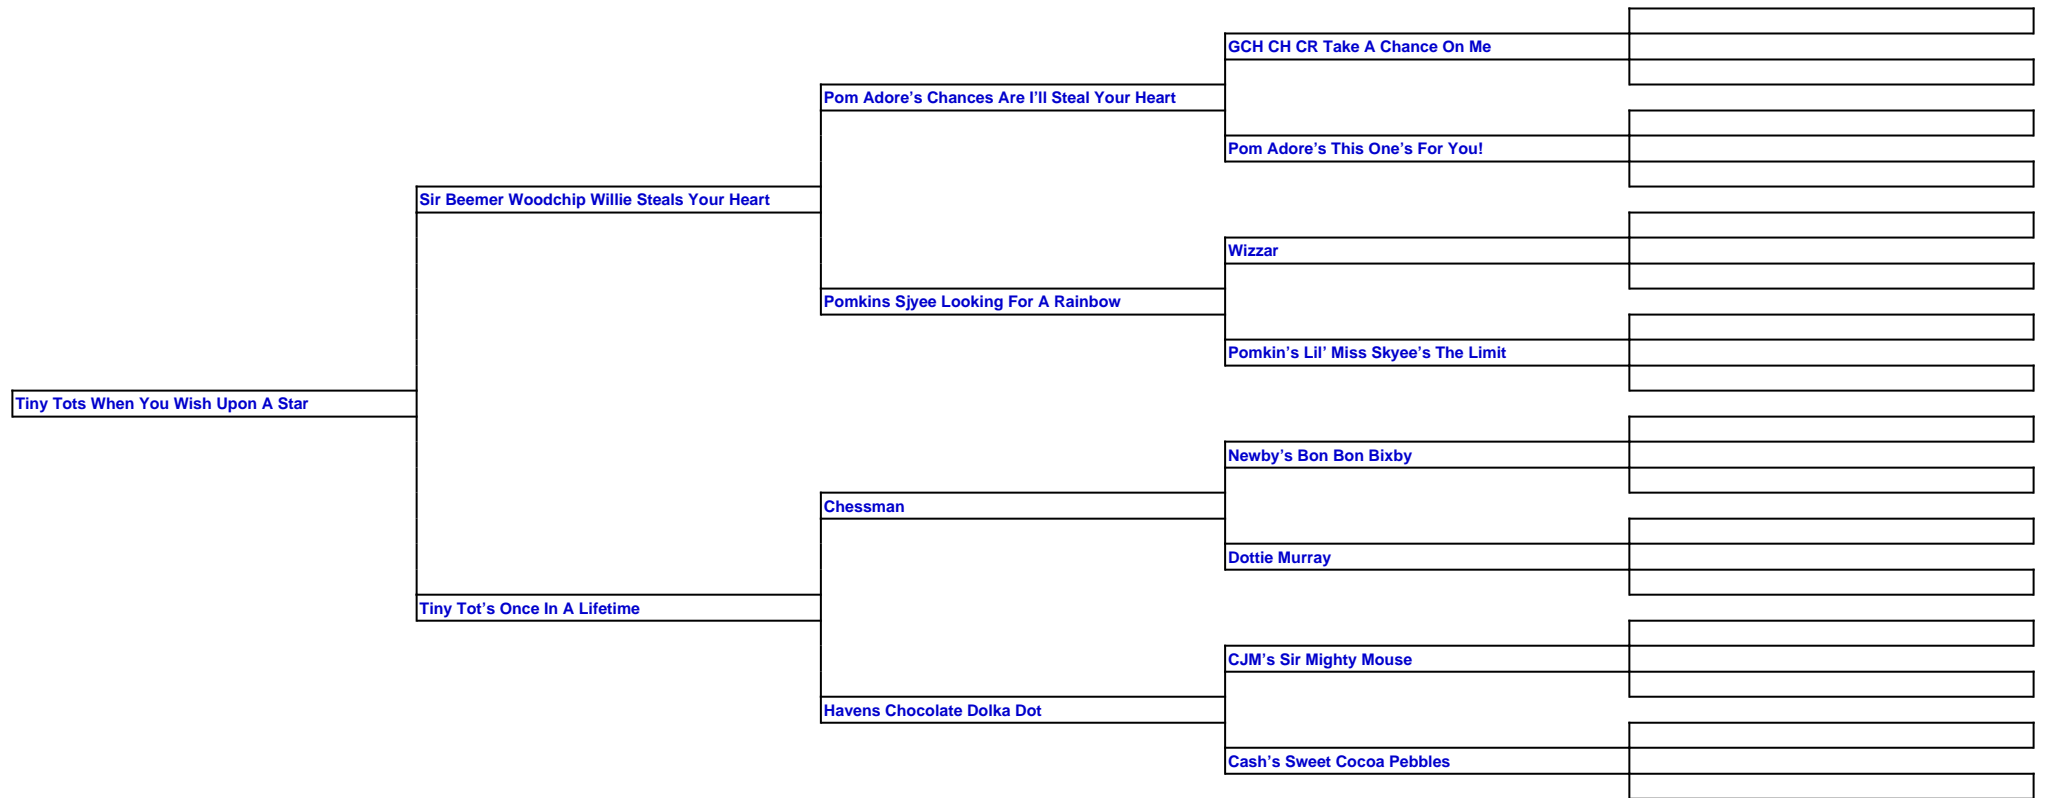 GCH CH CR Take A Chance On Me
Pom Adore’s Chances Are I’ll Steal Your Heart
Pom Adore’s This One’s For You!
Sir Beemer Woodchip Willie Steals Your Heart
Wizzar
Pomkins Sjyee Looking For A Rainbow
Pomkin’s Lil’ Miss Skyee’s The Limit
Tiny Tots When You Wish Upon A Star
Newby’s Bon Bon Bixby
Chessman
Dottie Murray
Tiny Tot’s Once In A Lifetime
CJM’s Sir Mighty Mouse
Havens Chocolate Dolka Dot
Cash’s Sweet Cocoa Pebbles